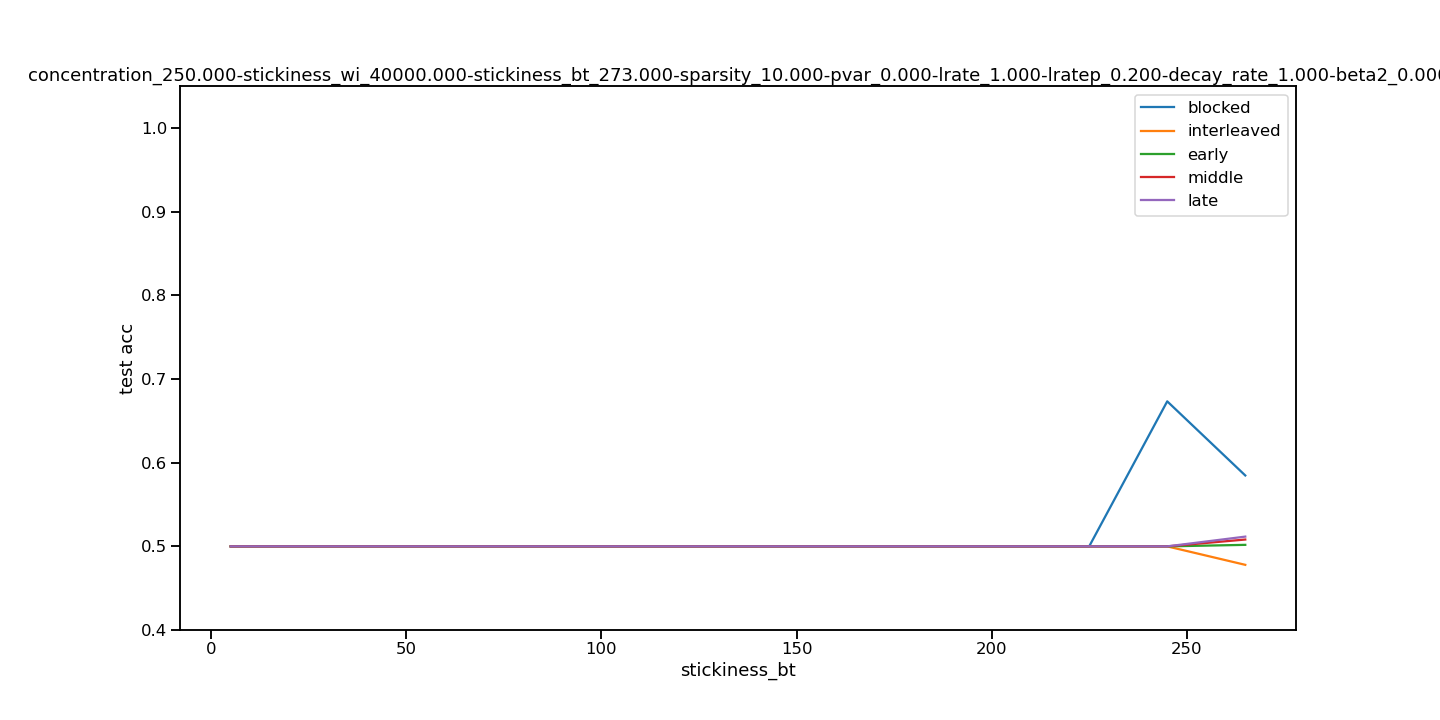 concentration_250.000-stickiness_wi_40000.000-stickiness_bt_273.000-sparsity_10.000-pvar_0.000-lrate_1.000-lratep_0.200-decay_rate_1.000-beta2_0.000
blocked
interleaved
early
middle
late
1.0
0.9
0.8
0.7
0.6
0.5
0.4
test acc
0 50 100 150 200 250
stickiness_bt